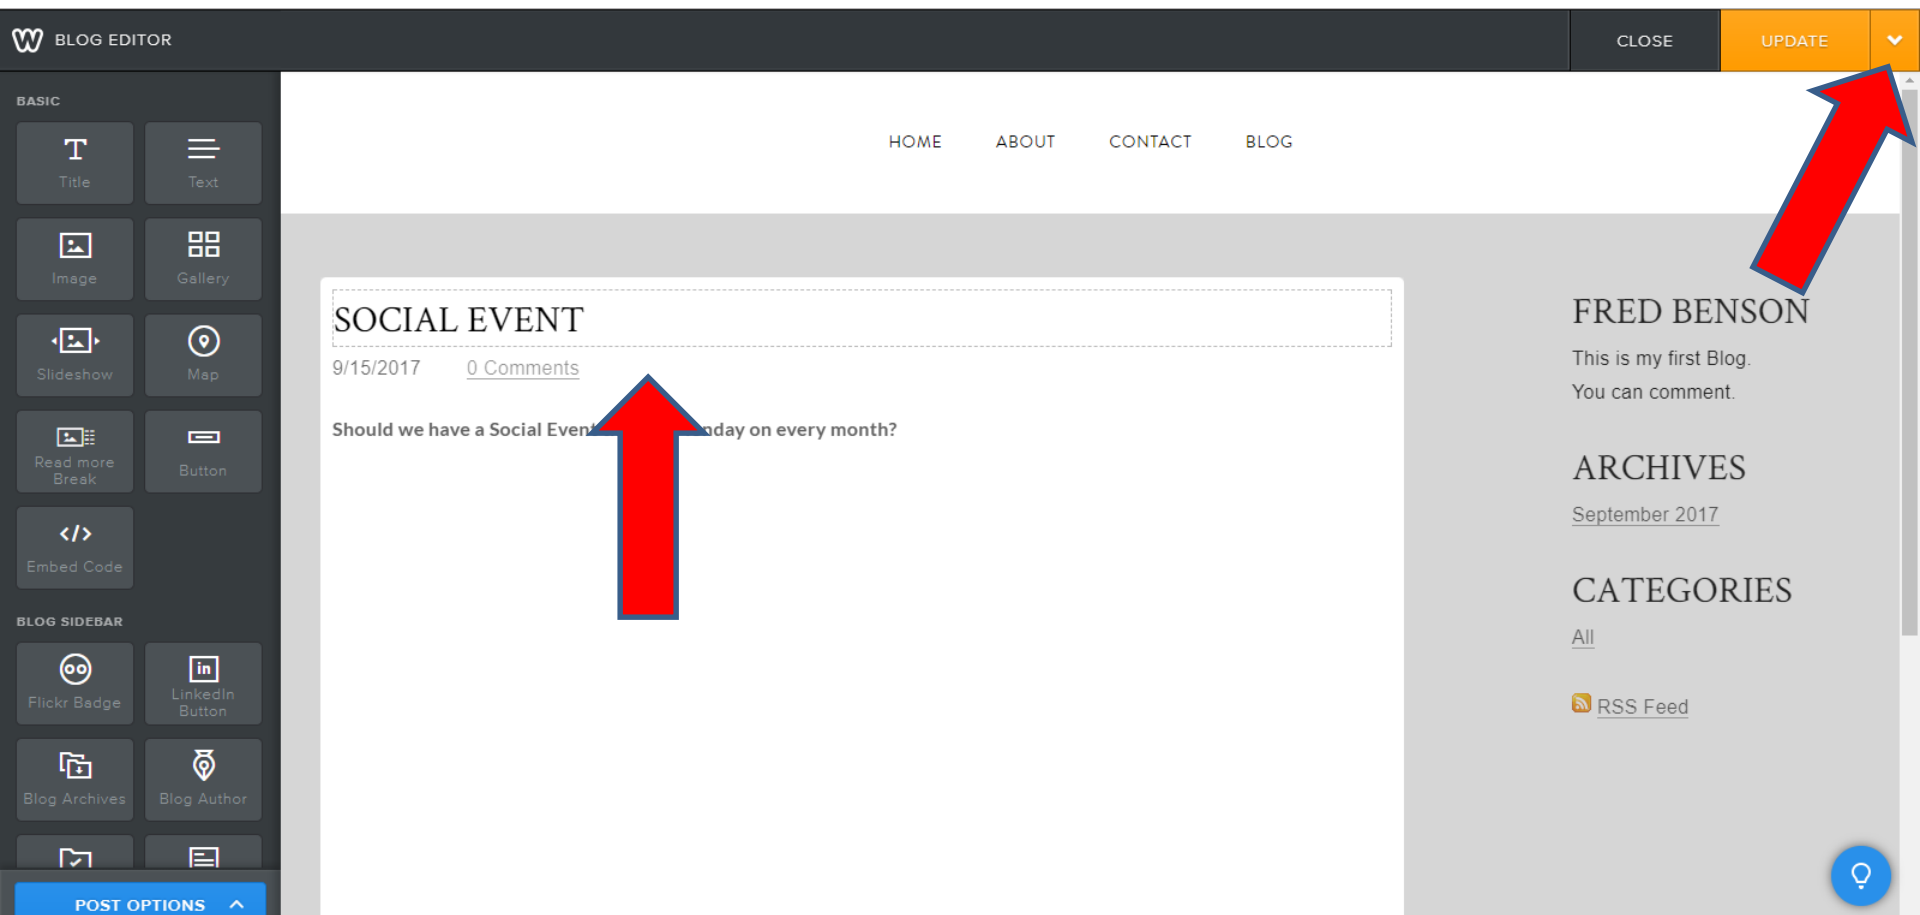 BLOG EDITOR
CLOSE
UPDATE
BASIC
Title
Text
Image
Gallery
Slideshow
Map
Read more
Break
Button
Embed Code
BLOG SIDEBAR
Flickr Badge
LinkedIn
Button
Blog Archives
Blog Author
POST OPTIONS
HOME ABOUT CONTACT BLOG
SOCIAL EVENT
9/15/2017 0 Comments
Should we have a Social Event nday on every month?
FRED BENSON
This is my first Blog.
You can comment.
ARCHIVES
September 2017
CATEGORIES
All
RSS Feed